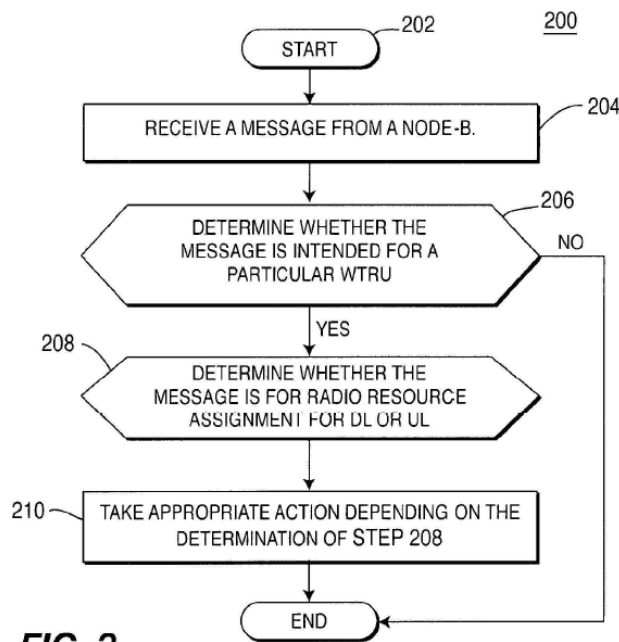 200
202
START
204
RECEIVE A MESSAGE FROM A NODE-B.
206
DETERMINE WHETHER THE
MESSAGE IS INTENDED FOR A
PARTICULAR WTRU
NO
YES
208
DETERMINE WHETHER THE
MESSAGE IS FOR RADIO RESOURCE
ASSIGNMENT FOR DL OR UL
210
TAKE APPROPRIATE ACTION DEPENDING ON THE
DETERMINATION OF STEP 208
END
FIG. 2